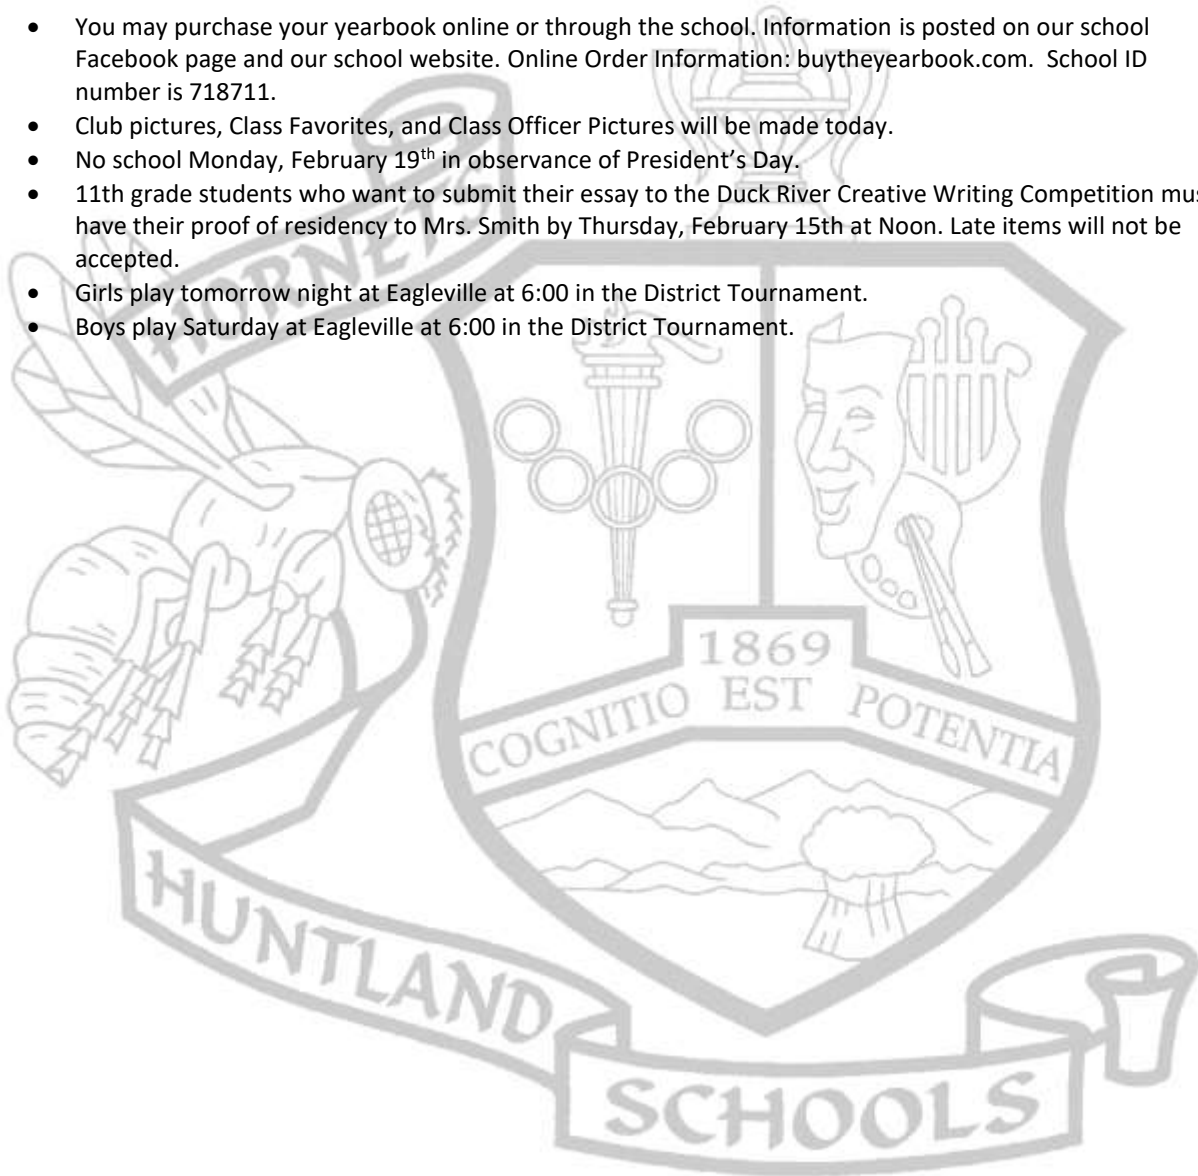 • You may purchase your yearbook online or through the school. Information is posted on our school
Facebook page and our school website. Online Order Information: buytheyearbook.com.  School ID
number is 718711.
• Club pictures, Class Favorites, and Class Officer Pictures will be made today.
• No school Monday, February 19th in observance of President’s Day.
• 11th grade students who want to submit their essay to the Duck River Creative Writing Competition mus
have their proof of residency to Mrs. Smith by Thursday, February 15th at Noon. Late items will not be
accepted.
• Girls play tomorrow night at Eagleville at 6:00 in the District Tournament.
• Boys play Saturday at Eagleville at 6:00 in the District Tournament.
HORNETS
1869
COGNITIO EST POTENTIA
HUNTLAND
SCHOOLS